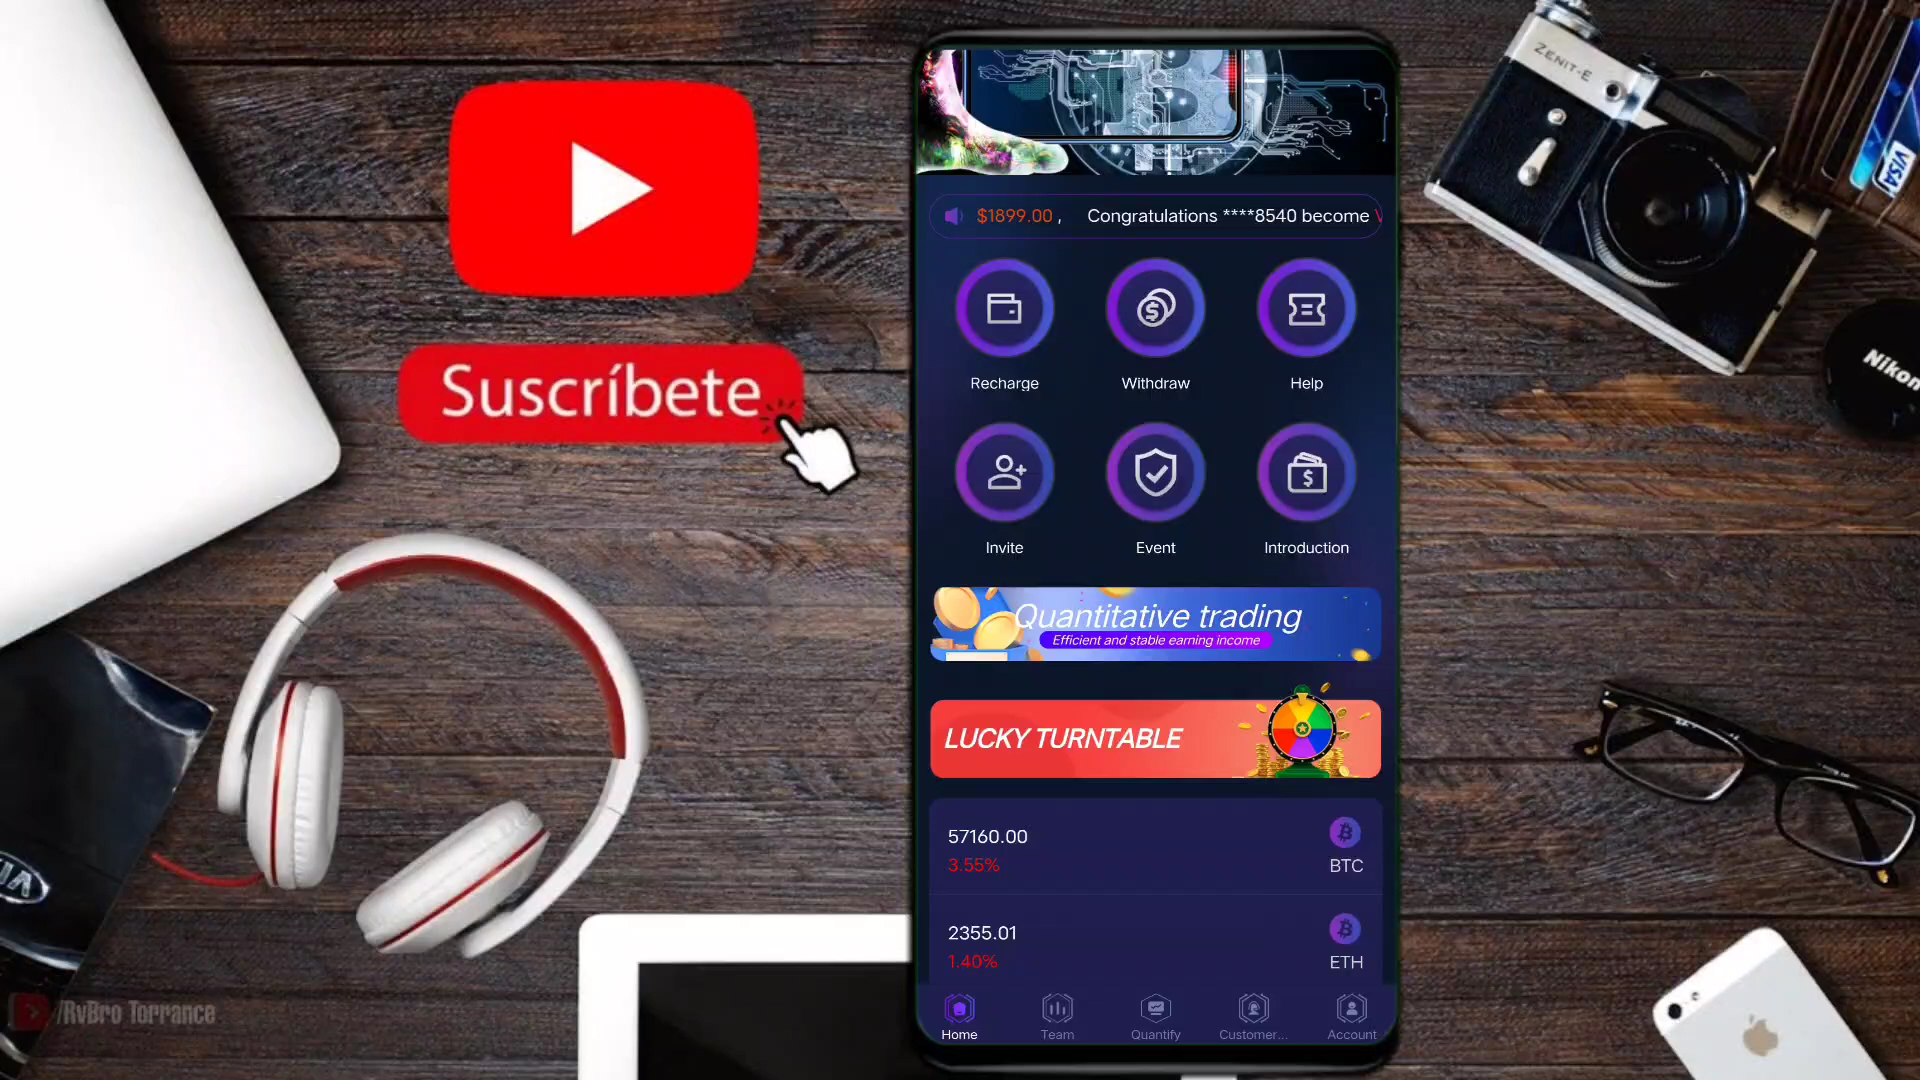 ZENIT-E
VISA
Nikon
Suscríbete
$1899.00 , Congratulations ****8540 become
Recharge
Withdraw
Help
Invite
Event
Introduction
Quantitative trading
Efficient and stable earning income
LUCKY TURNTABLE
57160.00
BTC
3.55%
2355.01
ETH
1.40%
/RvBro Torrance
Home
Team
Quantify
Customer...
Account